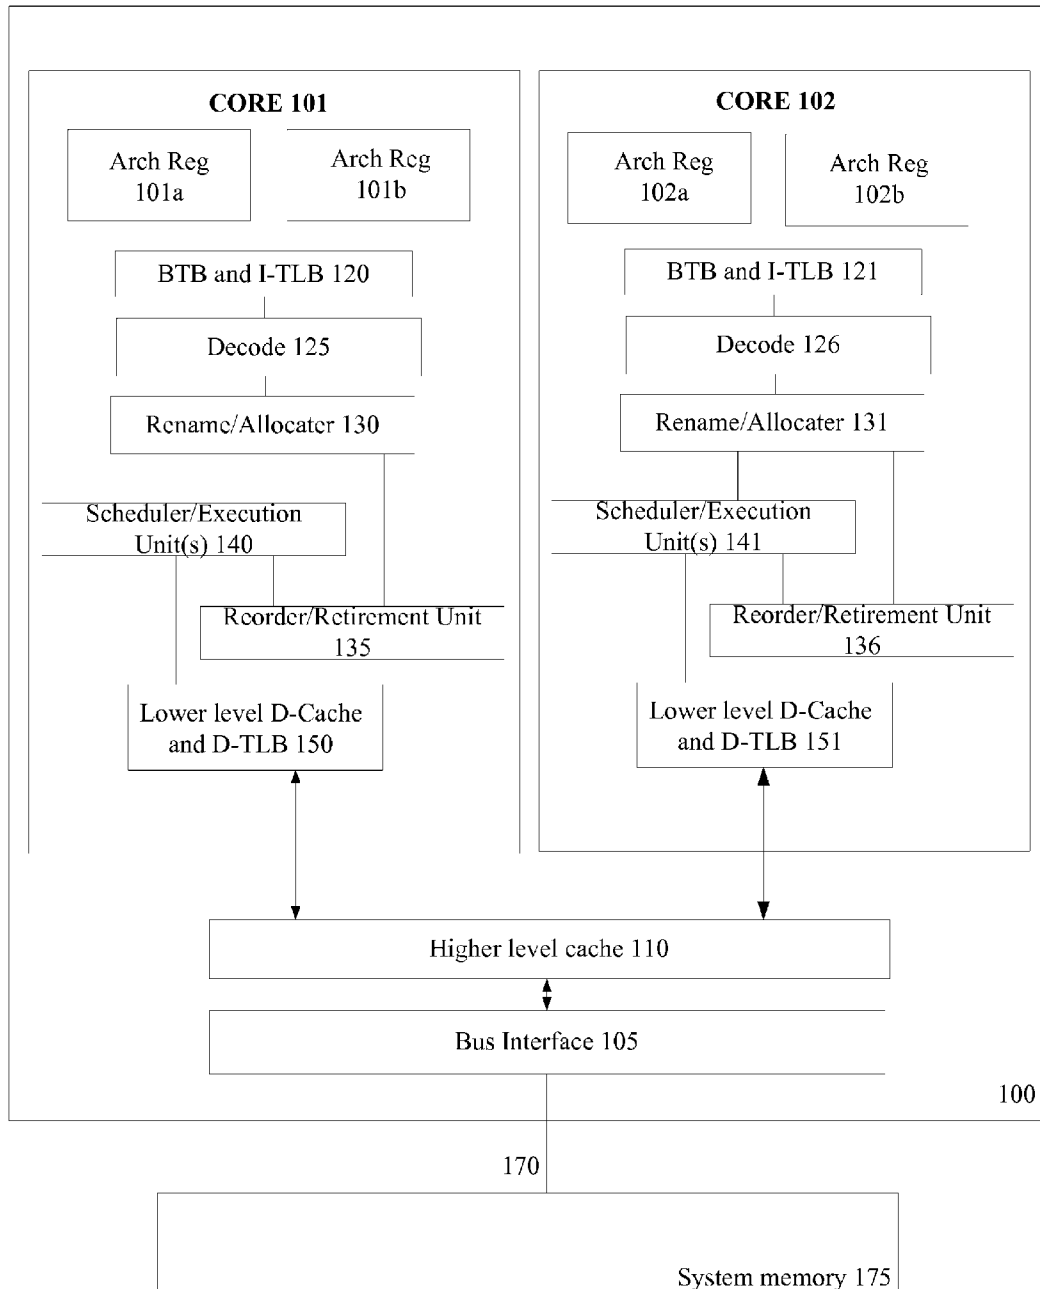 CORE 101
Arch Reg
101a
Arch Reg
101b
BTB and I-TLB 120
Decode 125
Rename/Allocater 130
Scheduler/Execution
Unit(s) 140
Reorder/Retirement Unit
135
Lower level D-Cache
and D-TLB 150
CORE 102
Arch Reg
102a
Arch Reg
102b
BTB and I-TLB 121
Decode 126
Rename/Allocater 131
Scheduler/Execution
Unit(s) 141
Reorder/Retirement Unit
136
Lower level D-Cache
and D-TLB 151
Higher level cache 110
Bus Interface 105
100
170
System memory 175